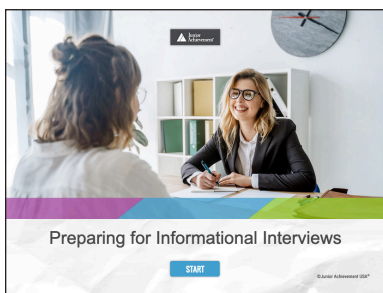 Junior
Achievement®
Preparing for Informational Interviews
START
©Junior Achievement USA®